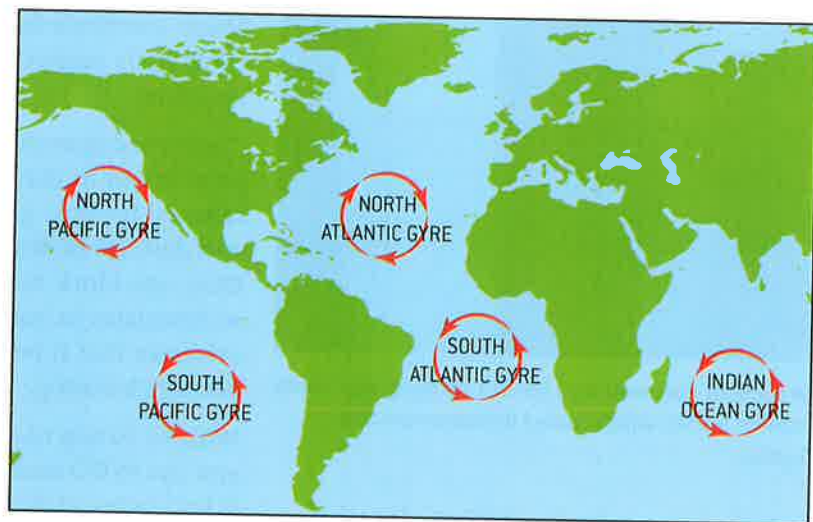 NORTH
PACIFIC GYRE
NORTH
ATLANTIC GYRE
SOUTH
ATLANTIC GYRE
SOUTH
PACIFIC GYRE
INDIAN
OCEAN GYRE